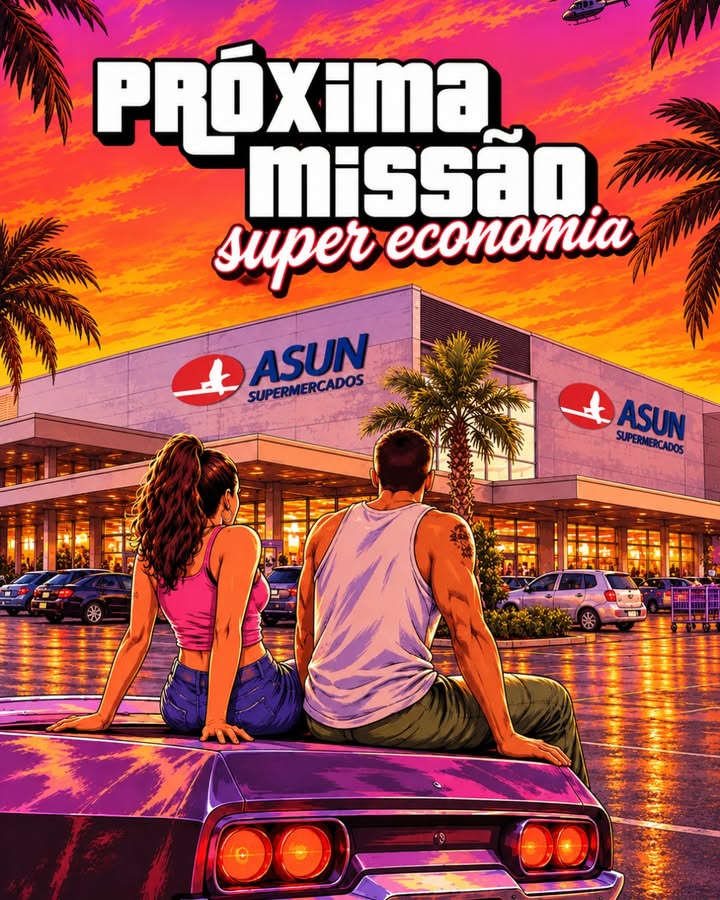 PRÓXIMA
MISSÃO
super economia
ASUN
SUPERMERCADOS
ASUN
SUPERMERCADOS